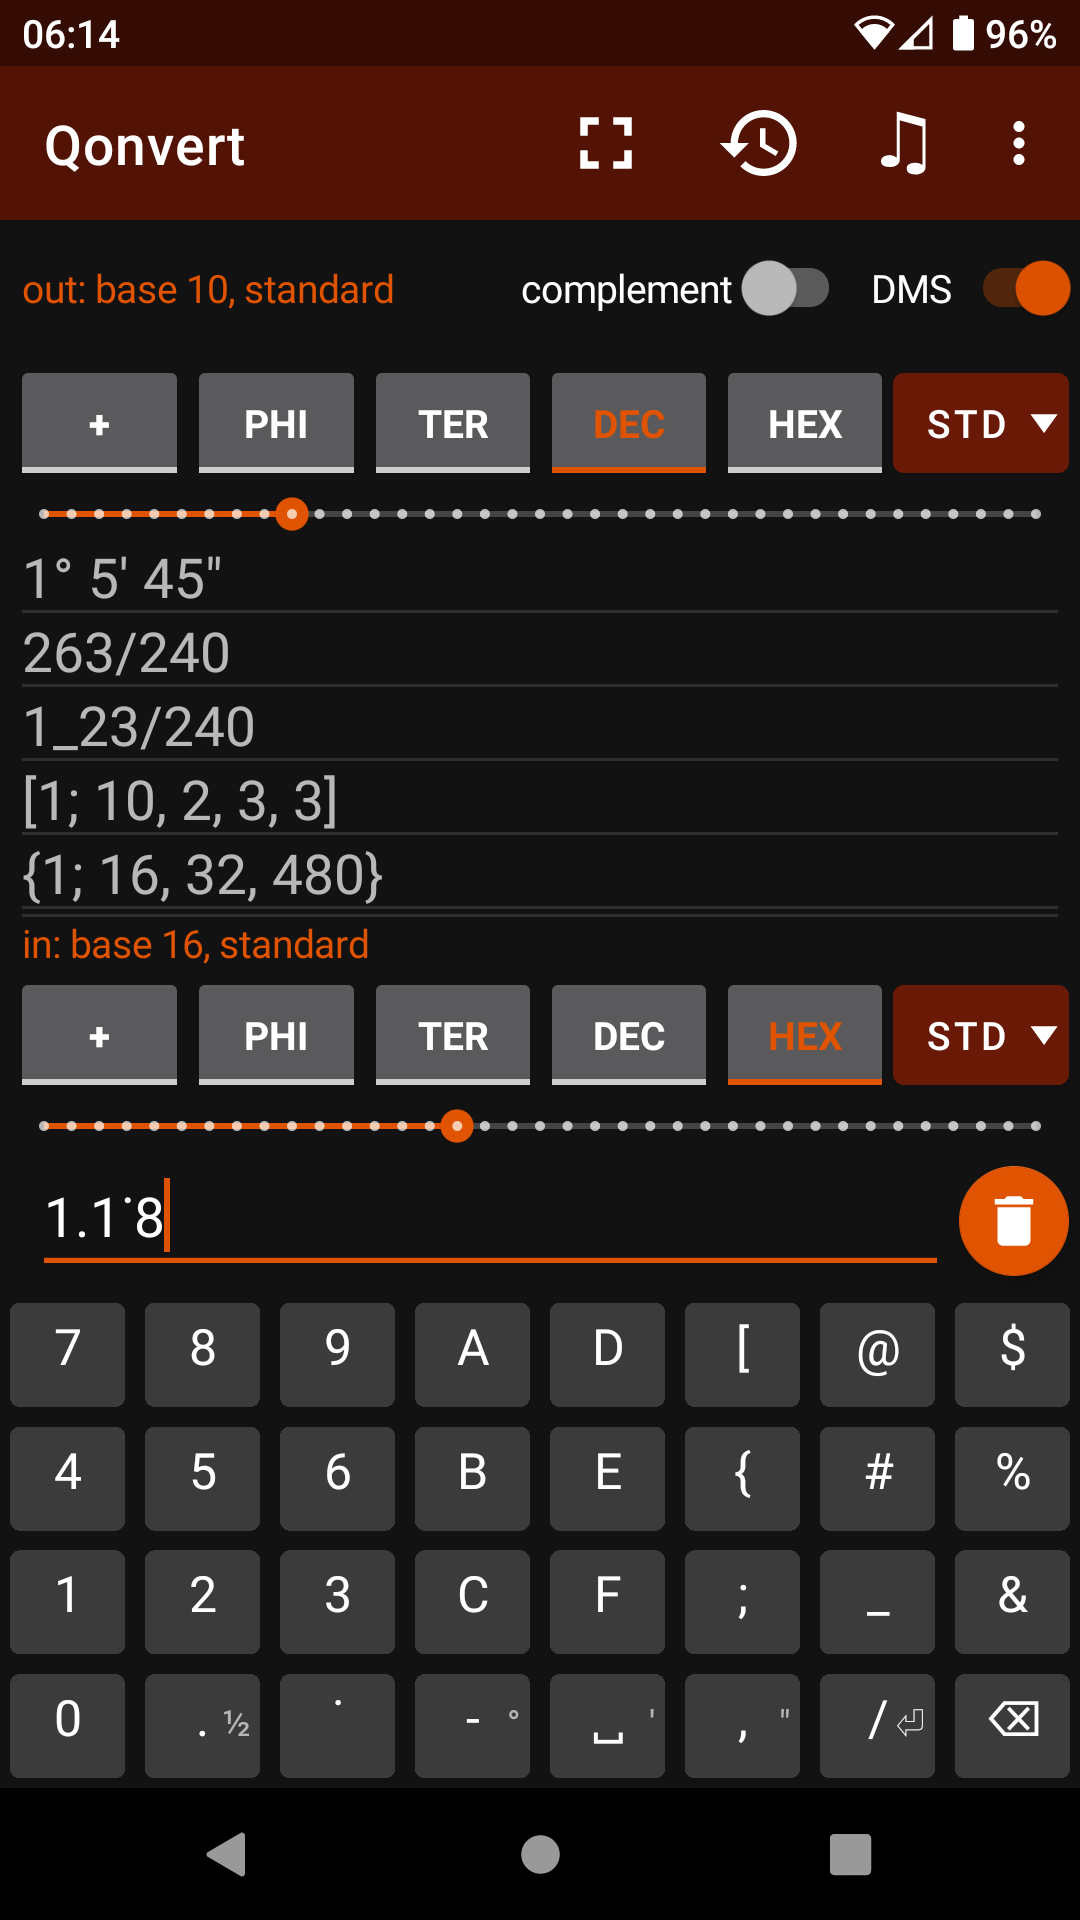 06:14 96%
Qonvert
out: base 10, standard complement DMS
+ PHI TER DEC HEX STD
1° 5' 45"
263/240
1_23/240
[1; 10, 2, 3, 3]
{1; 16, 32, 480}
in: base 16, standard
+ PHI TER DEC HEX STD
1.1˙8
7 8 9 A D [ @ $
4 5 6 B E { # %
1 2 3 C F ; _ &
0 . ½ ˙ - ° ␣ ' , " / ⏎ ⌫